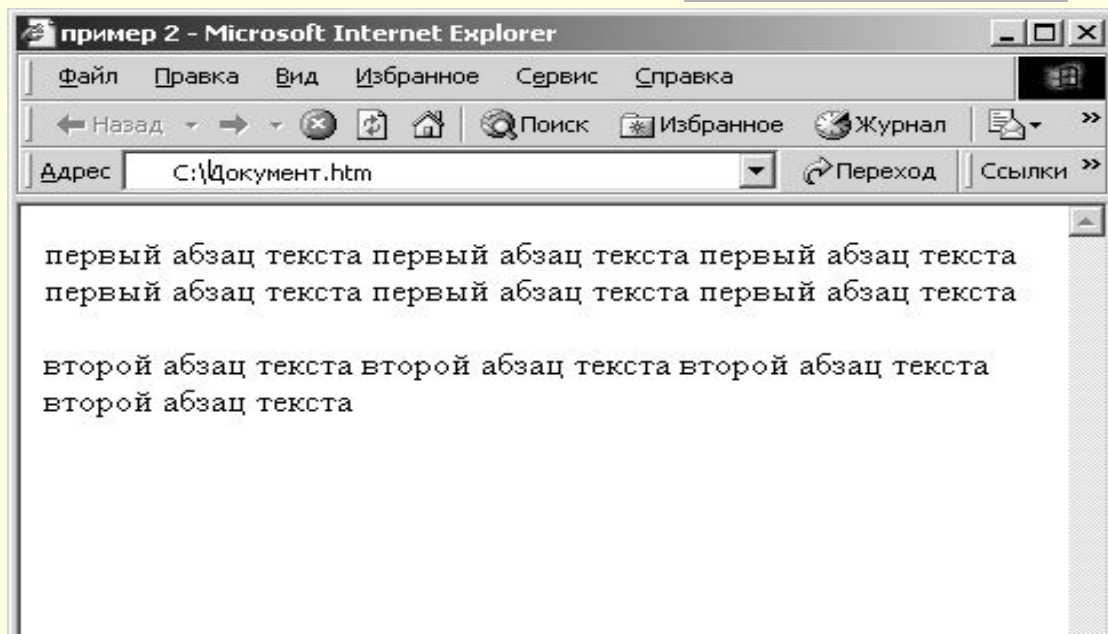 пример 2 - Microsoft Internet Explorer
Файл Правка Вид Избранное Сервис Справка
Назад Поиск Избранное Журнал »
Адрес C:\Документ.htm Переход Ссылки »
первый абзац текста первый абзац текста первый абзац текста
первый абзац текста первый абзац текста первый абзац текста
второй абзац текста второй абзац текста второй абзац текста
второй абзац текста